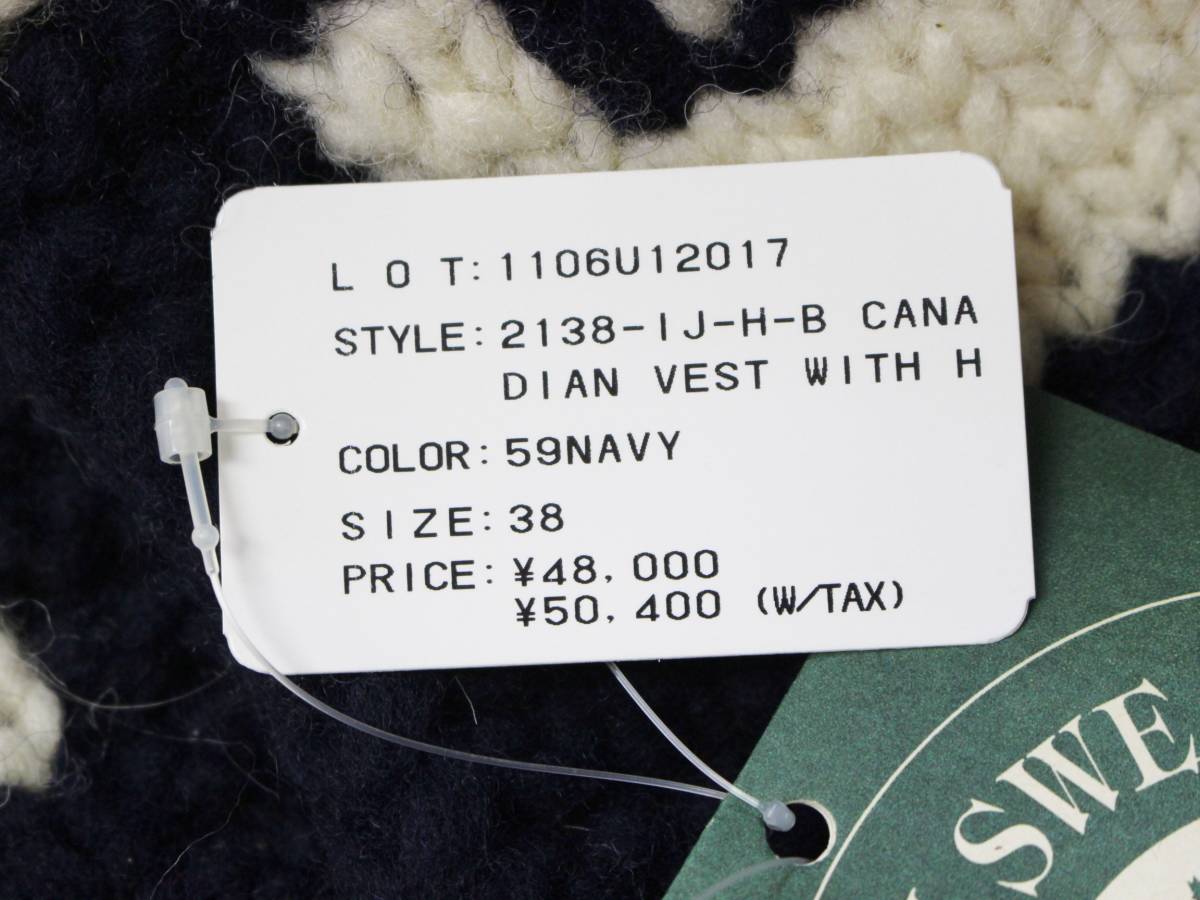 L O T: 1106U12017
STYLE: 2138-IJ-H-B CANA
DIAN VEST WITH H
COLOR: 59NAVY
SIZE: 38
PRICE: ¥48,000
¥50,400 (W/TAX)
SWE